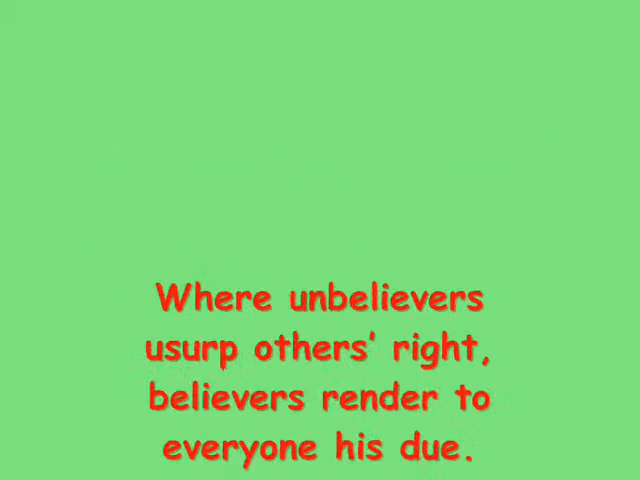 Where unbelievers
usurp others’ right,
believers render to
everyone his due.